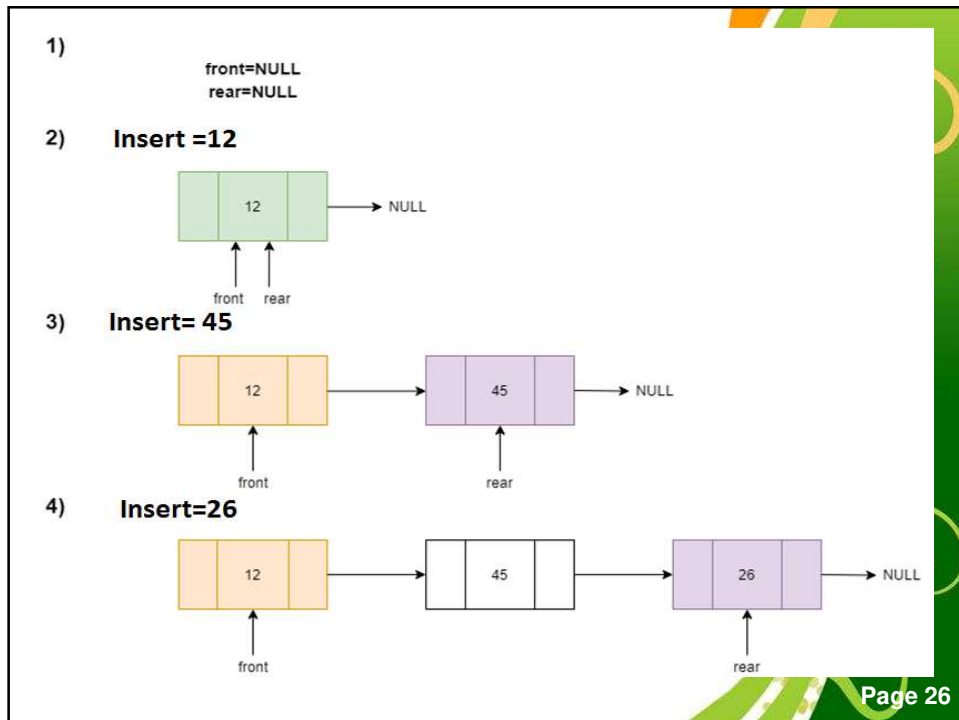 1)
front=NULL
rear=NULL
2) Insert =12
12 NULL
front rear
3) Insert= 45
12 45 NULL
front rear
4) Insert=26
12 45 26 NULL
front rear
Page 26